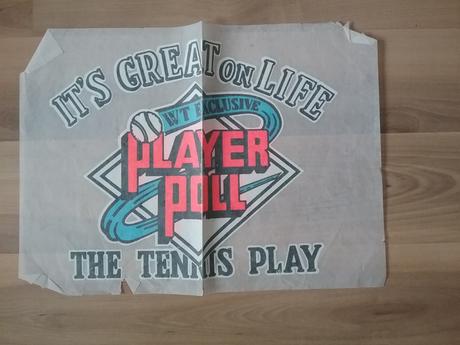 IT'S GREAT ON LIFE
WT EXCLUSIVE
PLAYER
POLL
THE TENNIS PLAY